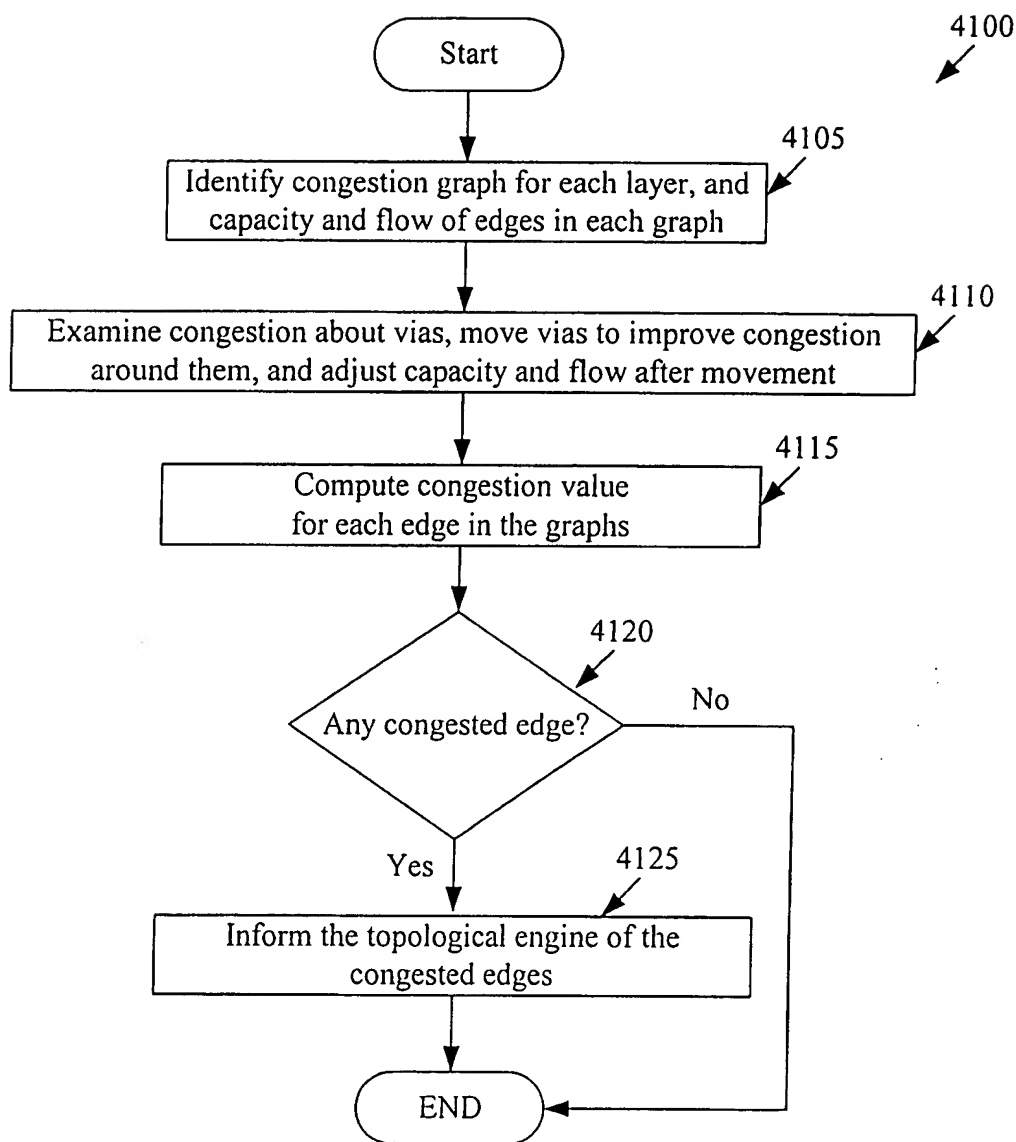 4100
Start
4105
Identify congestion graph for each layer, and
capacity and flow of edges in each graph
4110
Examine congestion about vias, move vias to improve congestion
around them, and adjust capacity and flow after movement
4115
Compute congestion value
for each edge in the graphs
4120
No
Any congested edge?
Yes
4125
Inform the topological engine of the
congested edges
END